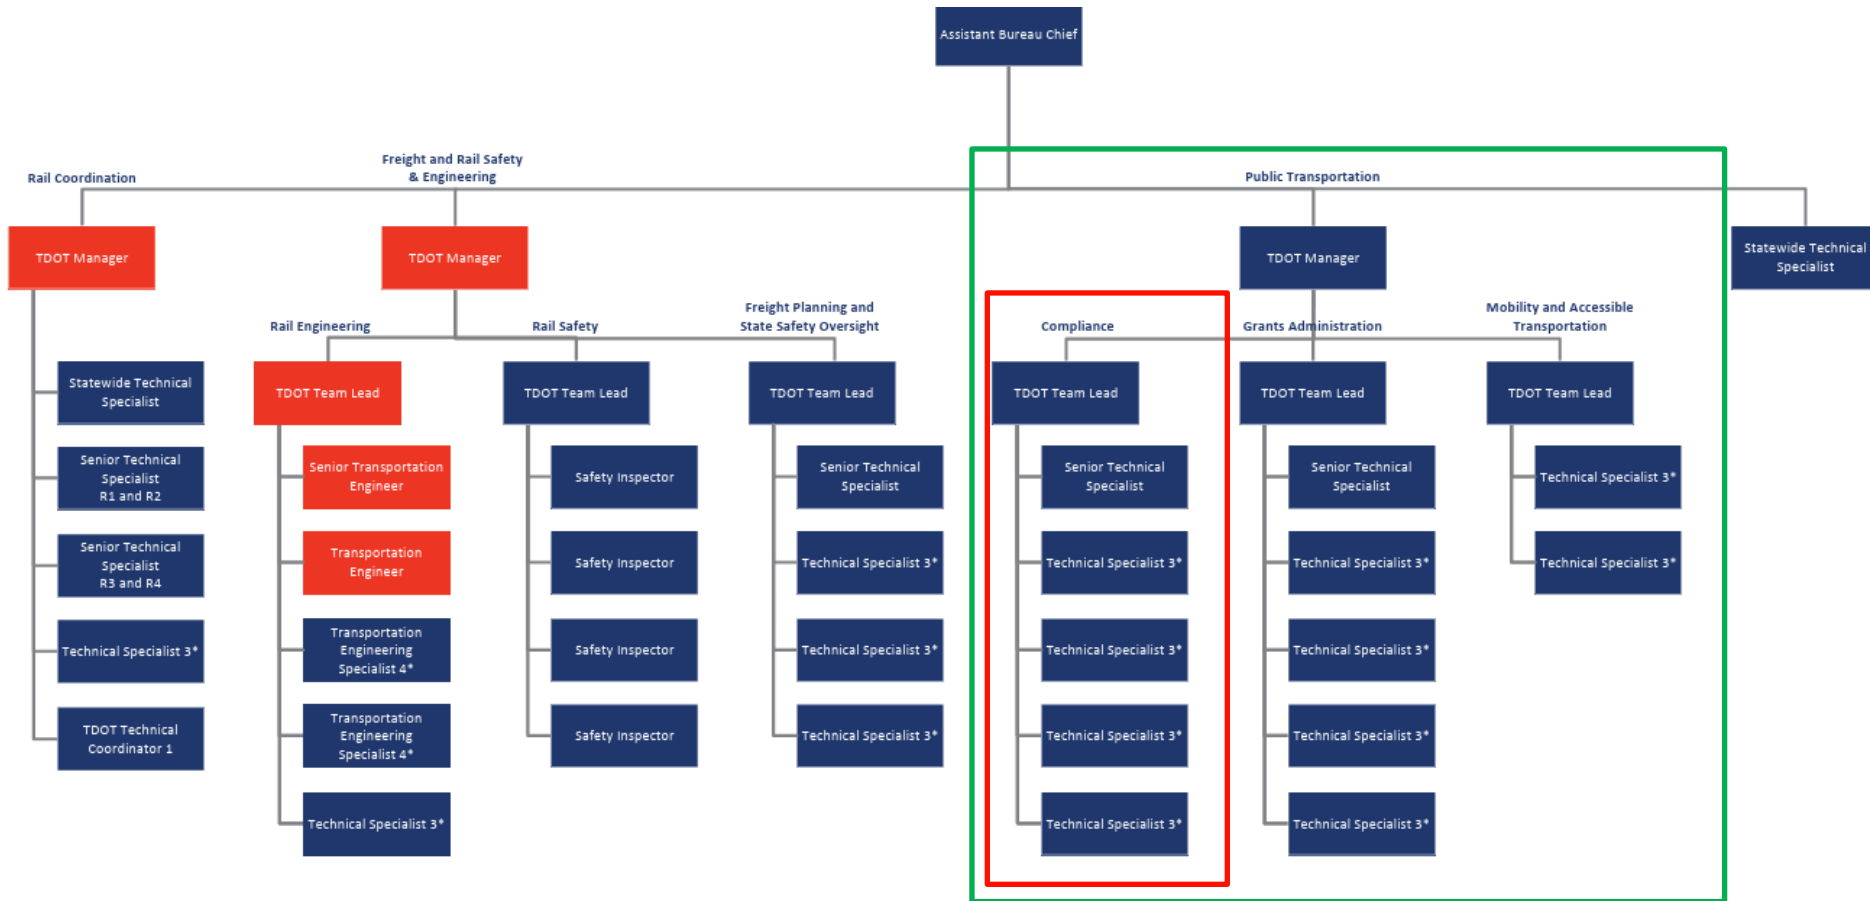 Assistant Bureau Chief
Rail Coordination
Freight and Rail Safety
& Engineering
Public Transportation
TDOT Manager
TDOT Manager
TDOT Manager
Statewide Technical
Specialist
Rail Engineering
Rail Safety
Freight Planning and
State Safety Oversight
Compliance
Grants Administration
Mobility and Accessible
Transportation
Statewide Technical
Specialist
Senior Technical
Specialist
R1 and R2
Senior Technical
Specialist
R3 and R4
Technical Specialist 3*
TDOT Technical
Coordinator 1
TDOT Team Lead
Senior Transportation
Engineer
Transportation
Engineer
Transportation
Engineering
Specialist 4*
Transportation
Engineering
Specialist 4*
Technical Specialist 3*
TDOT Team Lead
Safety Inspector
Safety Inspector
Safety Inspector
Safety Inspector
TDOT Team Lead
Senior Technical
Specialist
Technical Specialist 3*
Technical Specialist 3*
Technical Specialist 3*
TDOT Team Lead
Senior Technical
Specialist
Technical Specialist 3*
Technical Specialist 3*
Technical Specialist 3*
Technical Specialist 3*
TDOT Team Lead
Senior Technical
Specialist
Technical Specialist 3*
Technical Specialist 3*
Technical Specialist 3*
Technical Specialist 3*
TDOT Team Lead
Technical Specialist 3*
Technical Specialist 3*